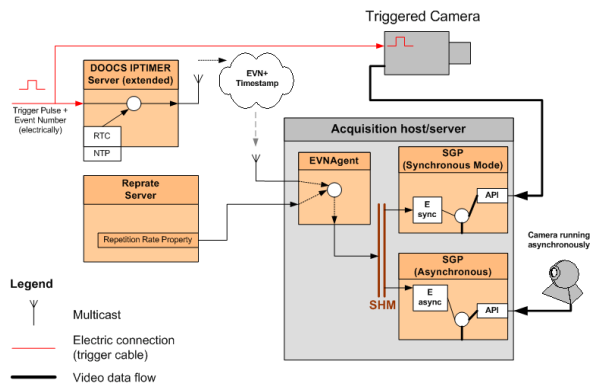 Triggered Camera
DOOCS IPTIMER
Server (extended)
EVN+
Timestamp
Trigger Pulse +
Event Number
(electrically)
RTC
NTP
Acquisition host/server
EVNAgent
SGP
(Synchronous Mode)
E
sync
API
Reprate
Server
Repetition Rate Property
Camera running
asynchronously
SGP
(Asynchronous)
E
async
API
SHM
Legend
Multicast
Electric connection
(trigger cable)
Video data flow